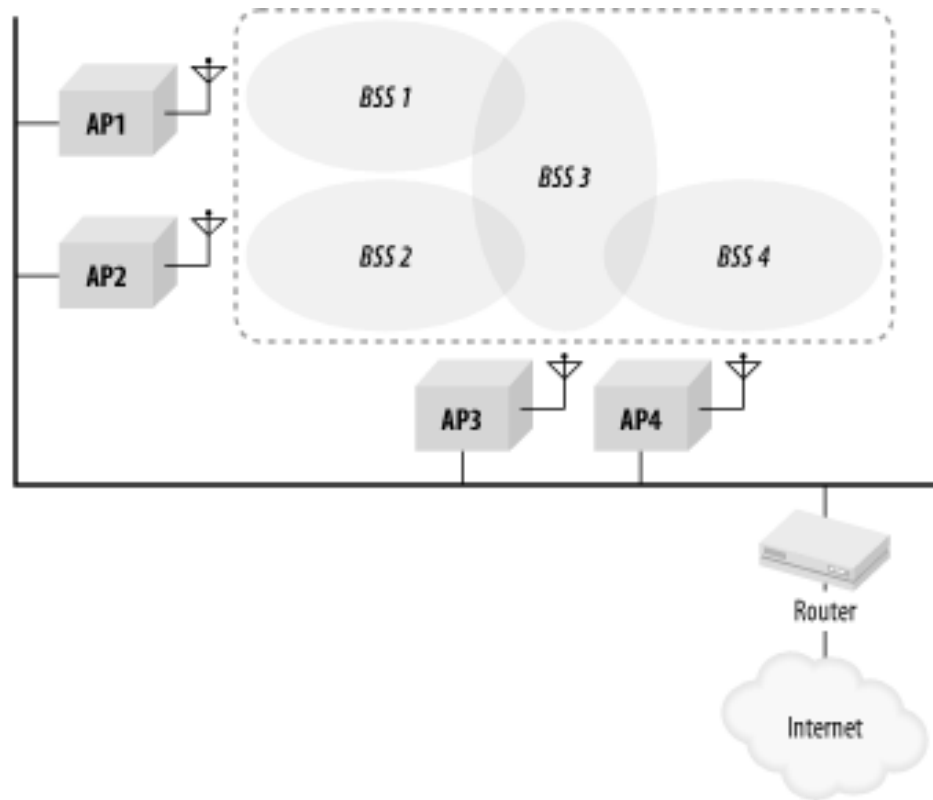 AP1
BSS 1
BSS 3
AP2
BSS 2
BSS 4
AP3
AP4
Router
Internet